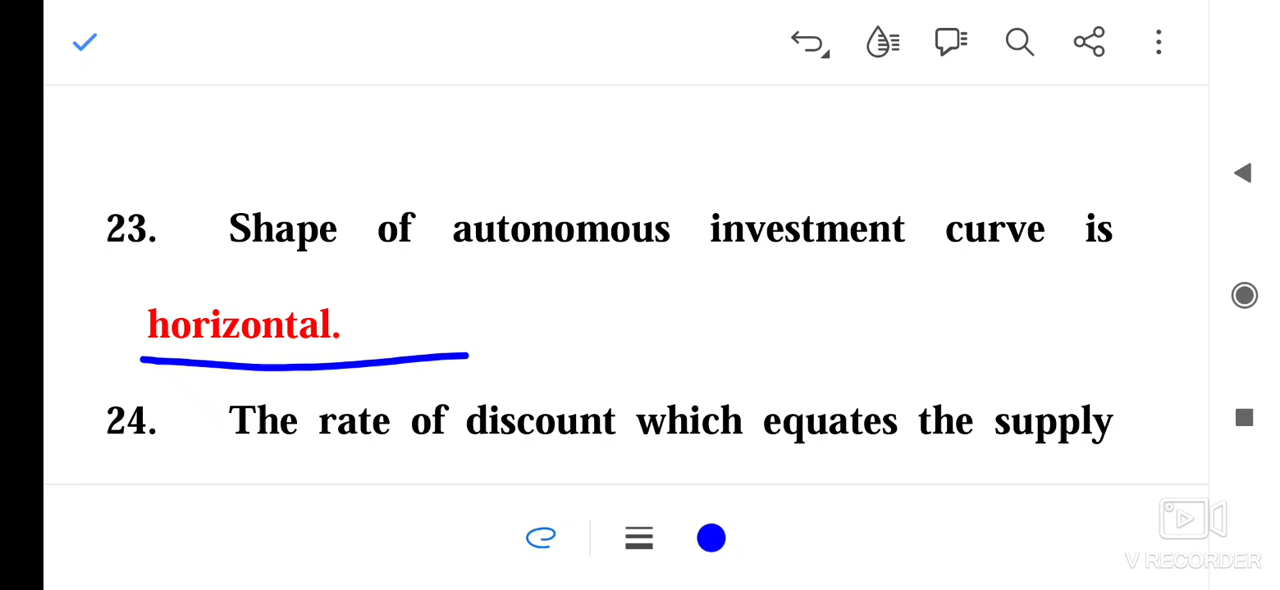 23. Shape of autonomous investment curve is
horizontal.
24. The rate of discount which equates the supply
V RECORDER